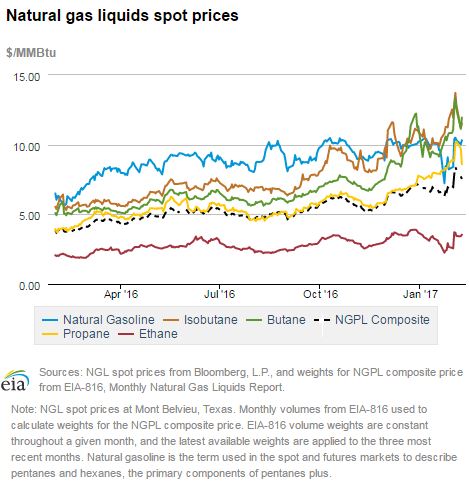 Natural gas liquids spot prices
$/MMBtu
15.00
10.00
5.00
0.00
Apr '16 Jul '16 Oct '16 Jan '17
Natural Gasoline Isobutane Butane NGPL Composite
Propane Ethane
eia
Sources: NGL spot prices from Bloomberg, L.P., and weights for NGPL composite price
from EIA-816, Monthly Natural Gas Liquids Report.
Note: NGL spot prices at Mont Belvieu, Texas. Monthly volumes from EIA-816 used to
calculate weights for the NGPL composite price. EIA-816 volume weights are constant
throughout a given month, and the latest available weights are applied to the three most
recent months. Natural gasoline is the term used in the spot and futures markets to describe
pentanes and hexanes, the primary components of pentanes plus.